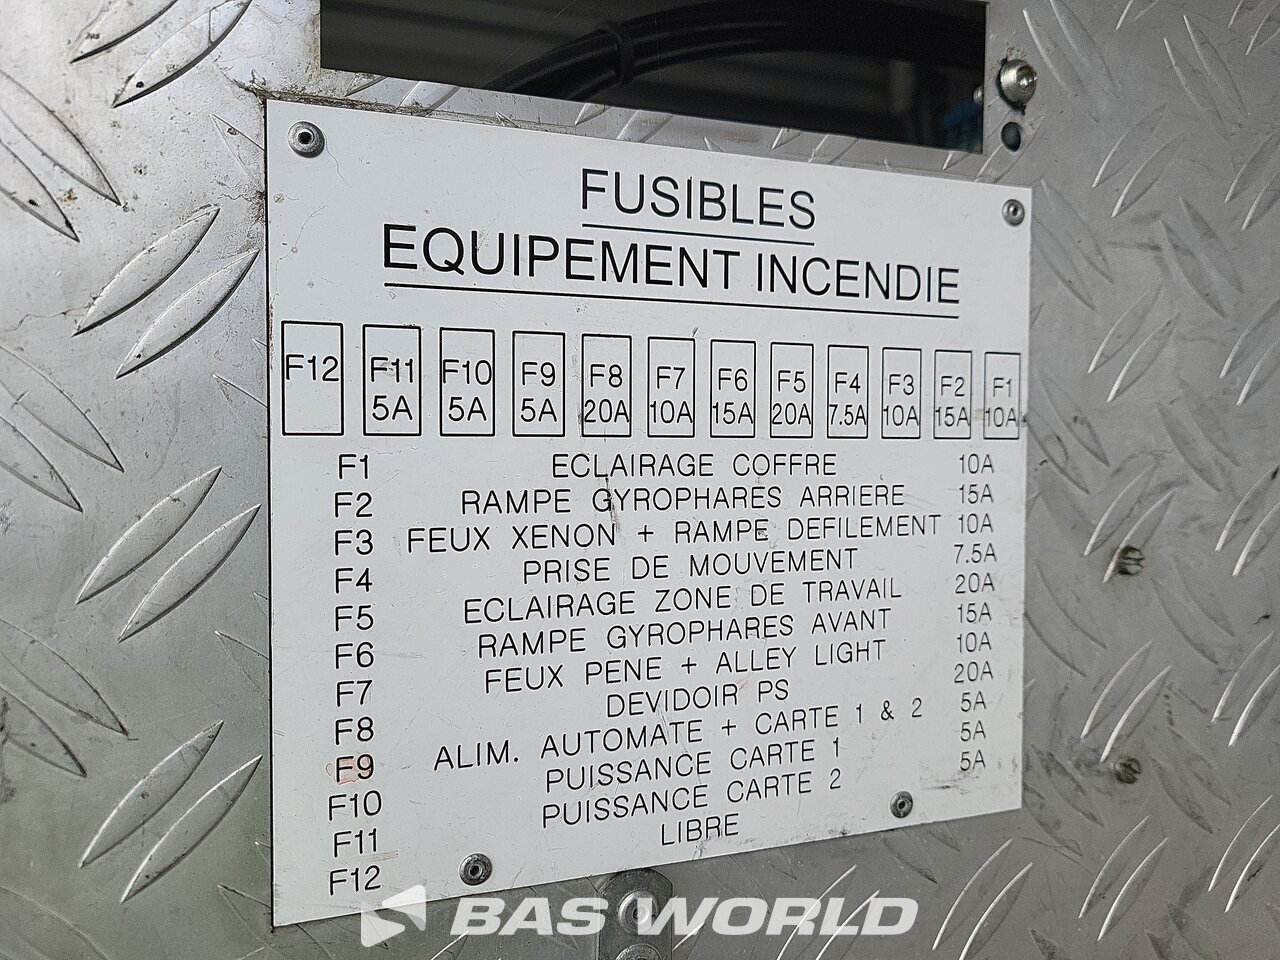 FUSIBLES
EQUIPEMENT INCENDIE
F12 F11 F10 F9 F8 F7 F6 F5 F4 F3 F2 F1
5A 5A 5A 20A 10A 15A 20A 7.5A 10A 15A 10A
F1 ECLAIRAGE COFFRE 10A
F2 RAMPE GYROPHARES ARRIERE 15A
F3 FEUX XENON + RAMPE DEFILEMENT 10A
F4 PRISE DE MOUVEMENT 7.5A
F5 ECLAIRAGE ZONE DE TRAVAIL 20A
F6 RAMPE GYROPHARES AVANT 15A
F7 FEUX PENE + ALLEY LIGHT 10A
F8 DEVIDOIR PS 20A
F9 ALIM. AUTOMATE + CARTE 1 & 2 5A
F10 PUISSANCE CARTE 1 5A
F11 PUISSANCE CARTE 2 5A
F12 LIBRE
BAS WORLD